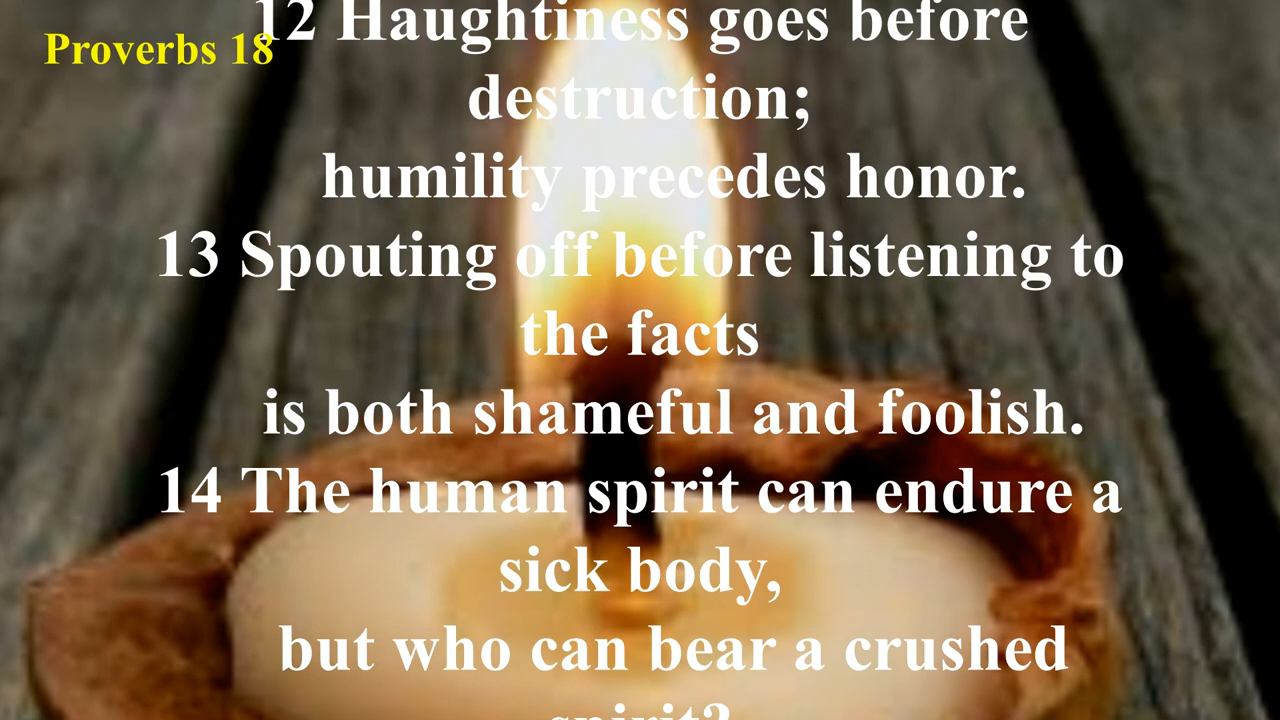 Proverbs 18
12 Haughtiness goes before
destruction;
humility precedes honor.
13 Spouting off before listening to
the facts
is both shameful and foolish.
14 The human spirit can endure a
sick body,
but who can bear a crushed
spirit?